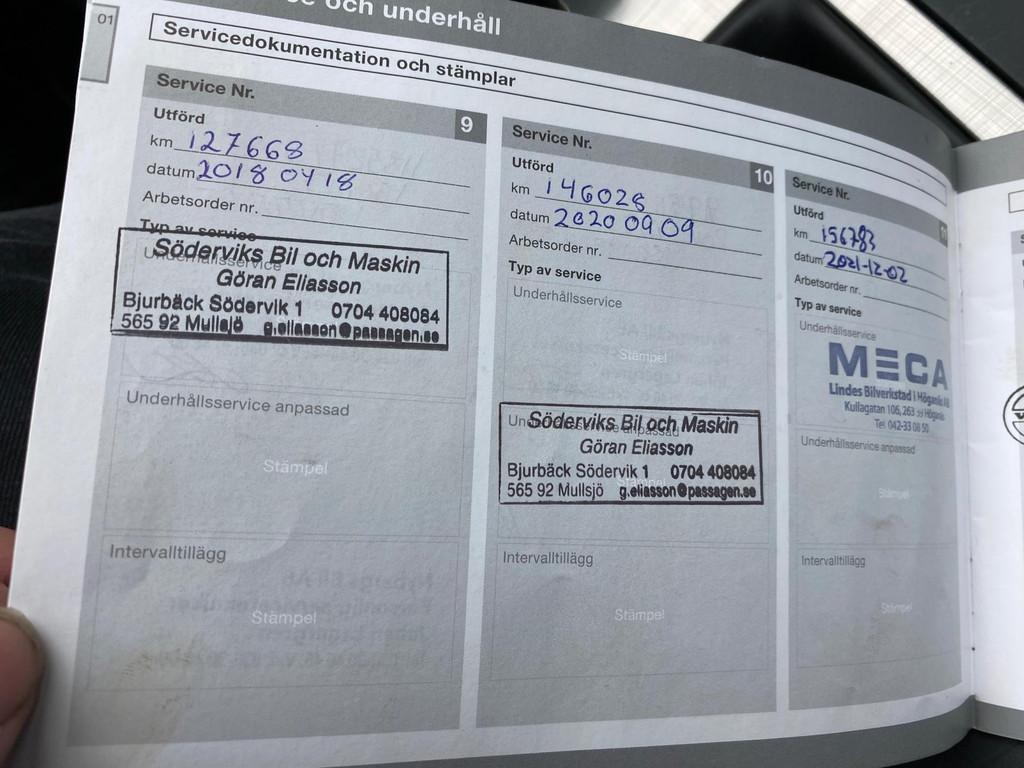 01
och underhåll
Servicedokumentation och stämplar
Service Nr. 9
Utförd
km 127668
datum 2018 04 18
Arbetsorder nr.
Typ av service
Underhållsservice
Söderviks Bil och Maskin
Göran Eliasson
Bjurbäck Södervik 1 0704 408084
565 92 Mullsjö g.eliasson@passagen.se
Underhållsservice anpassad
Stämpel
Intervalltillägg
Stämpel
Service Nr. 10
Utförd
km 146028
datum 2020 09 09
Arbetsorder nr.
Typ av service
Underhållsservice
Stämpel
Underhållsservice anpassad
Söderviks Bil och Maskin
Göran Eliasson
Bjurbäck Södervik 1 0704 408084
Stämpel
565 92 Mullsjö g.eliasson@passagen.se
Intervalltillägg
Stämpel
Service Nr.
Utförd
km 156783
datum 2021-12-02
Arbetsorder nr.
Typ av service
Underhållsservice
MECA
Lindes Bilverkstad i Höganäs AB
Kullagatan 106, 263 Höganäs
Tel. 042-33 08 50
Underhållsservice anpassad
Stämpel
Intervalltillägg
Stämpel